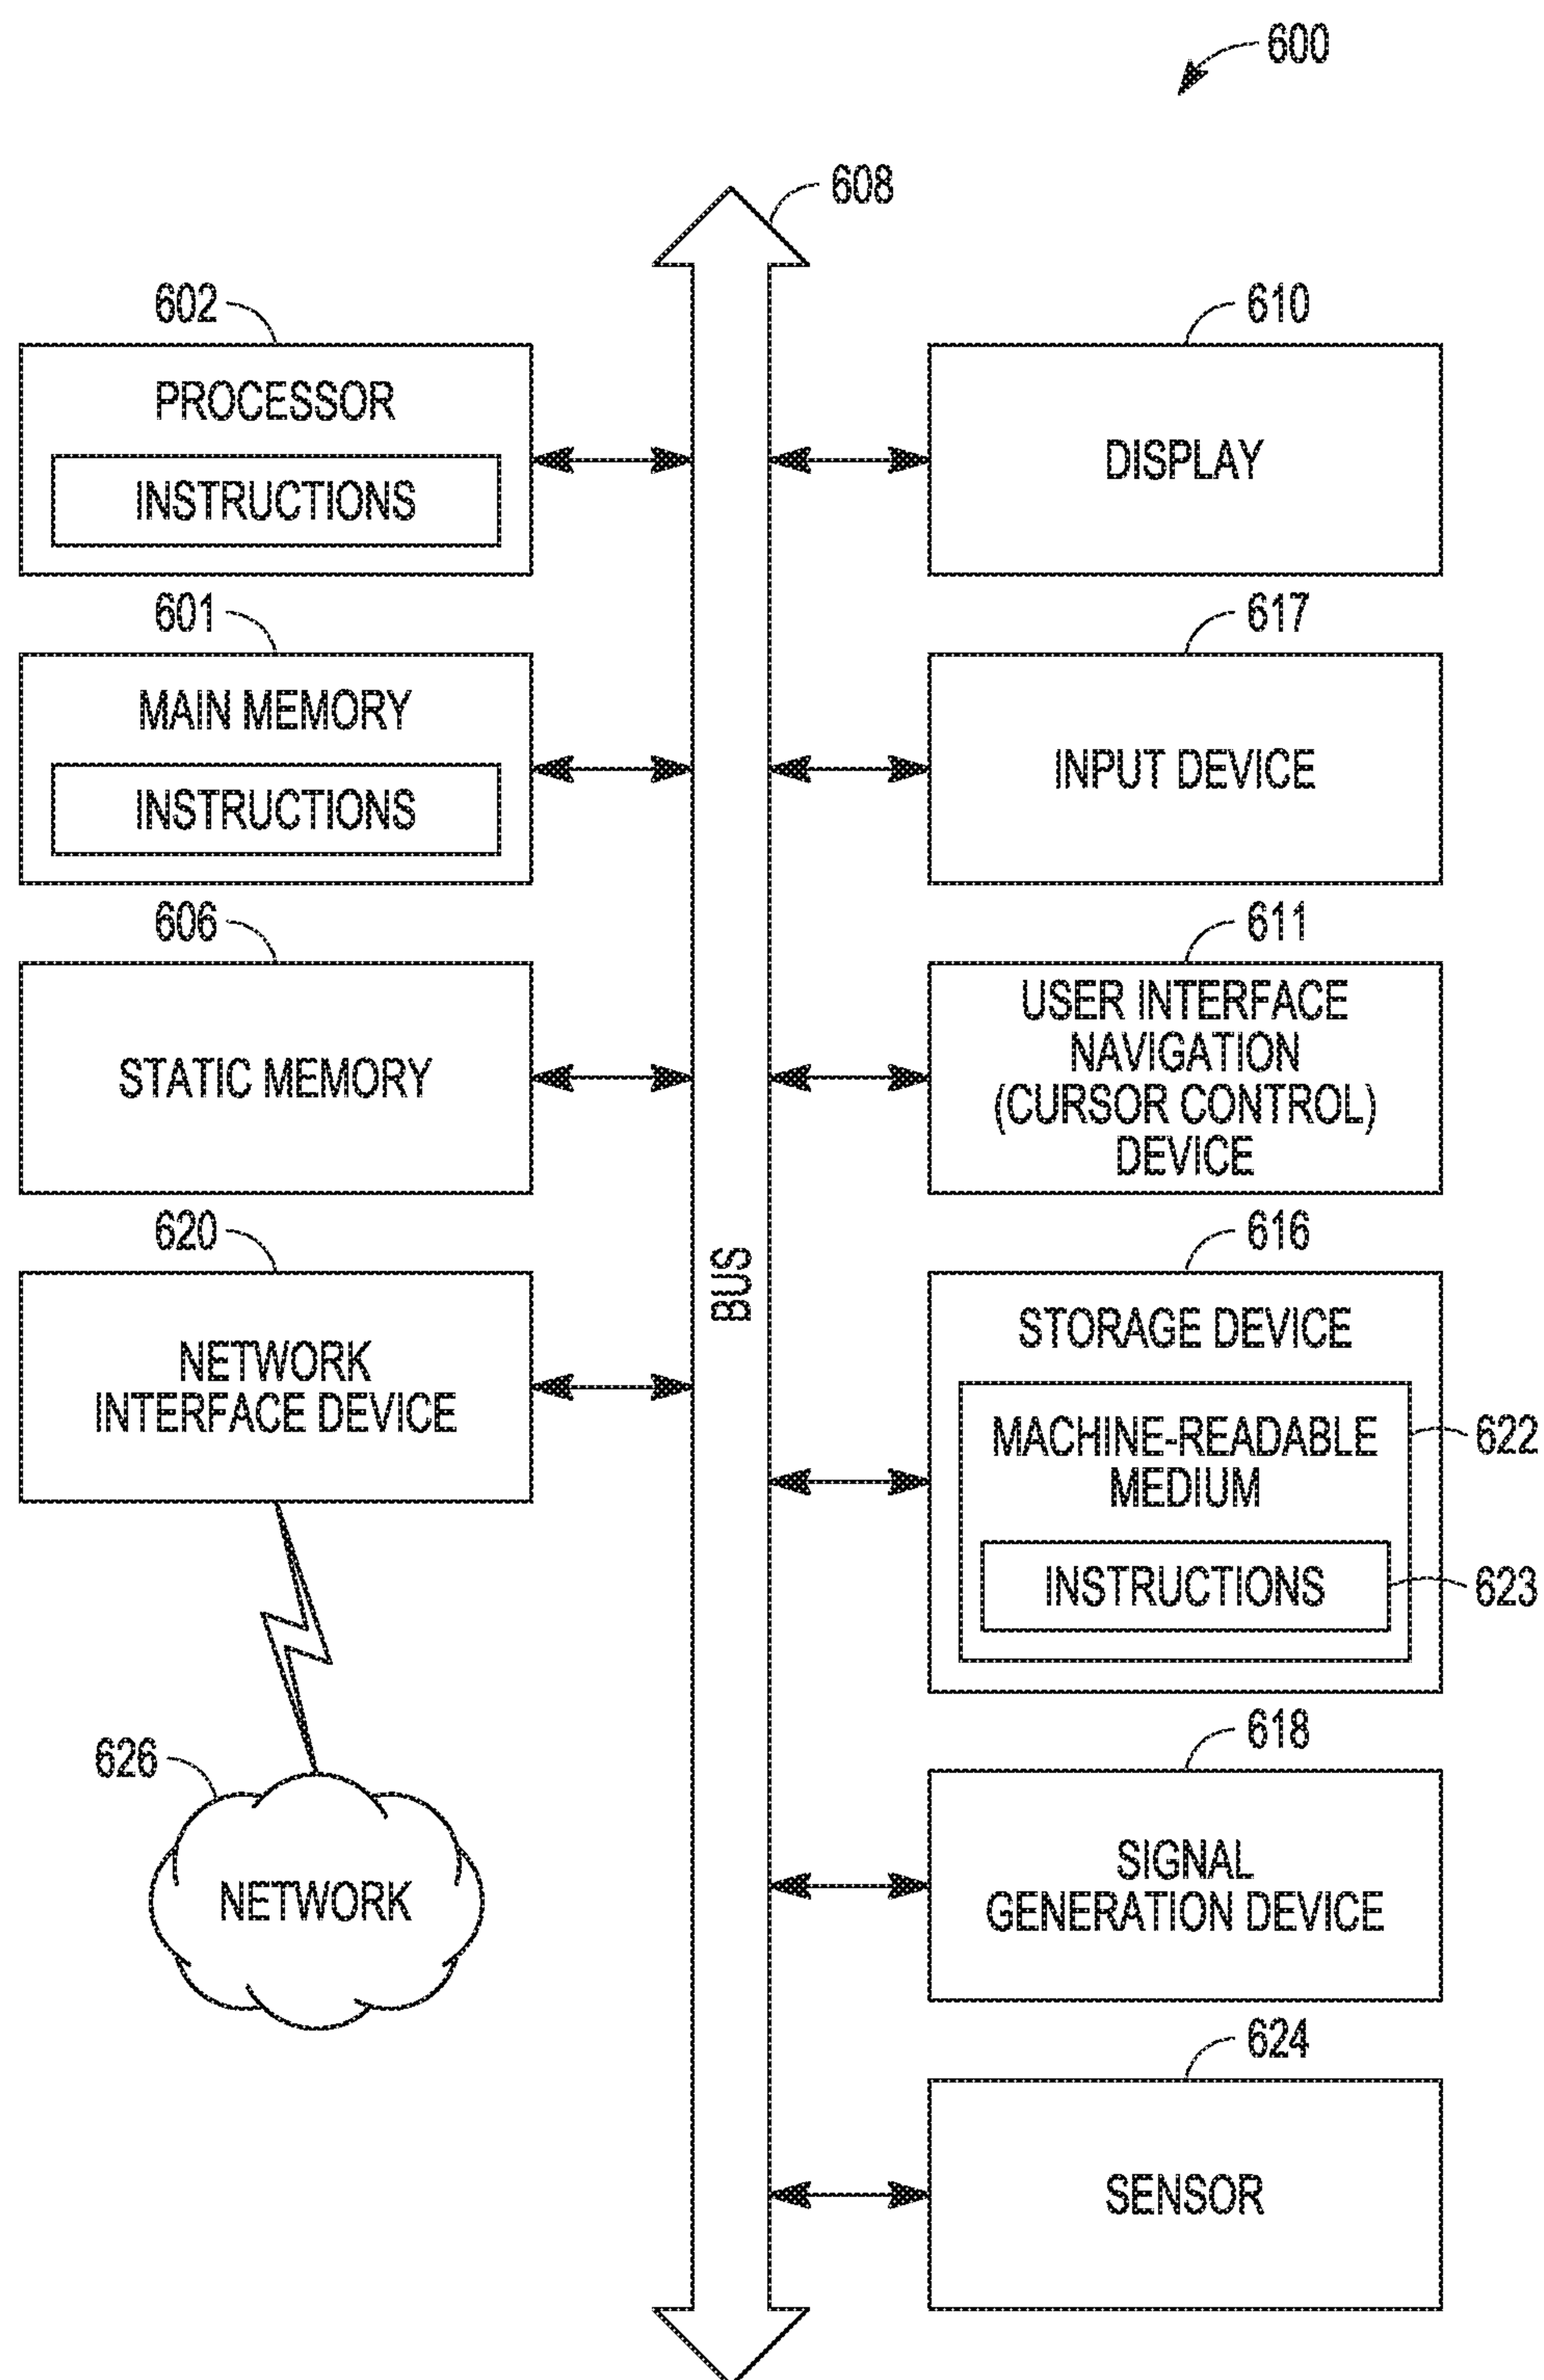 600
608
602
PROCESSOR
INSTRUCTIONS
601
MAIN MEMORY
INSTRUCTIONS
606
STATIC MEMORY
620
NETWORK
INTERFACE DEVICE
626
NETWORK
BUS
610
DISPLAY
617
INPUT DEVICE
611
USER INTERFACE
NAVIGATION
(CURSOR CONTROL)
DEVICE
616
STORAGE DEVICE
MACHINE-READABLE
MEDIUM
622
INSTRUCTIONS
623
618
SIGNAL
GENERATION DEVICE
624
SENSOR